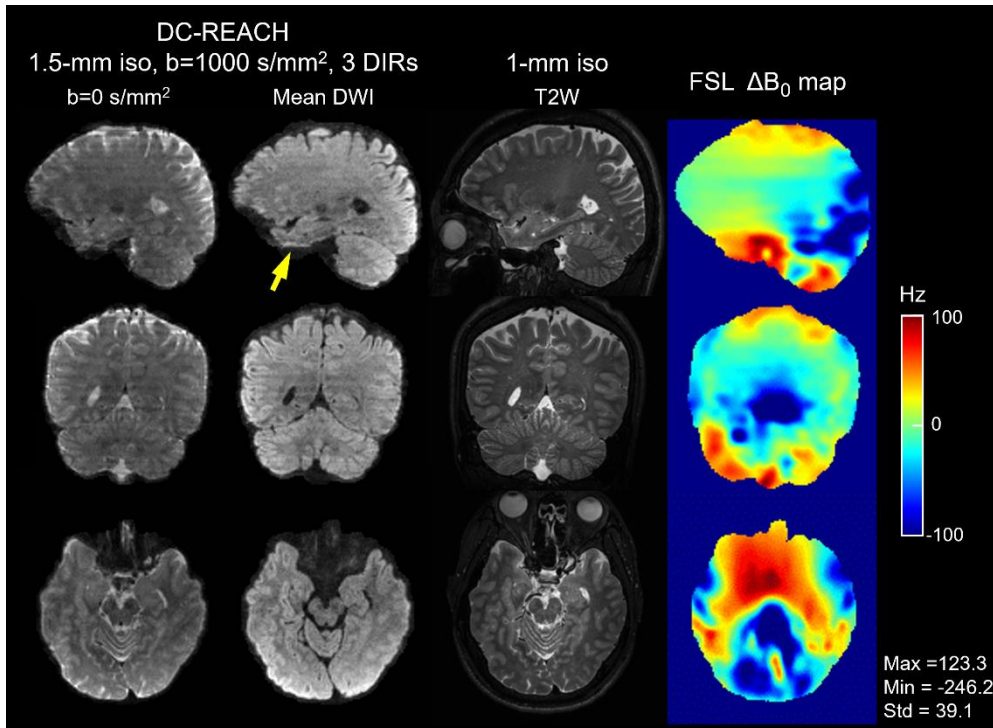 DC-REACH
1.5-mm iso, b=1000 s/mm², 3 DIRs
1-mm iso
b=0 s/mm²
Mean DWI
T2W
FSL ΔB₀ map
Hz
100
0
-100
Max =123.3
Min = -246.2
Std = 39.1